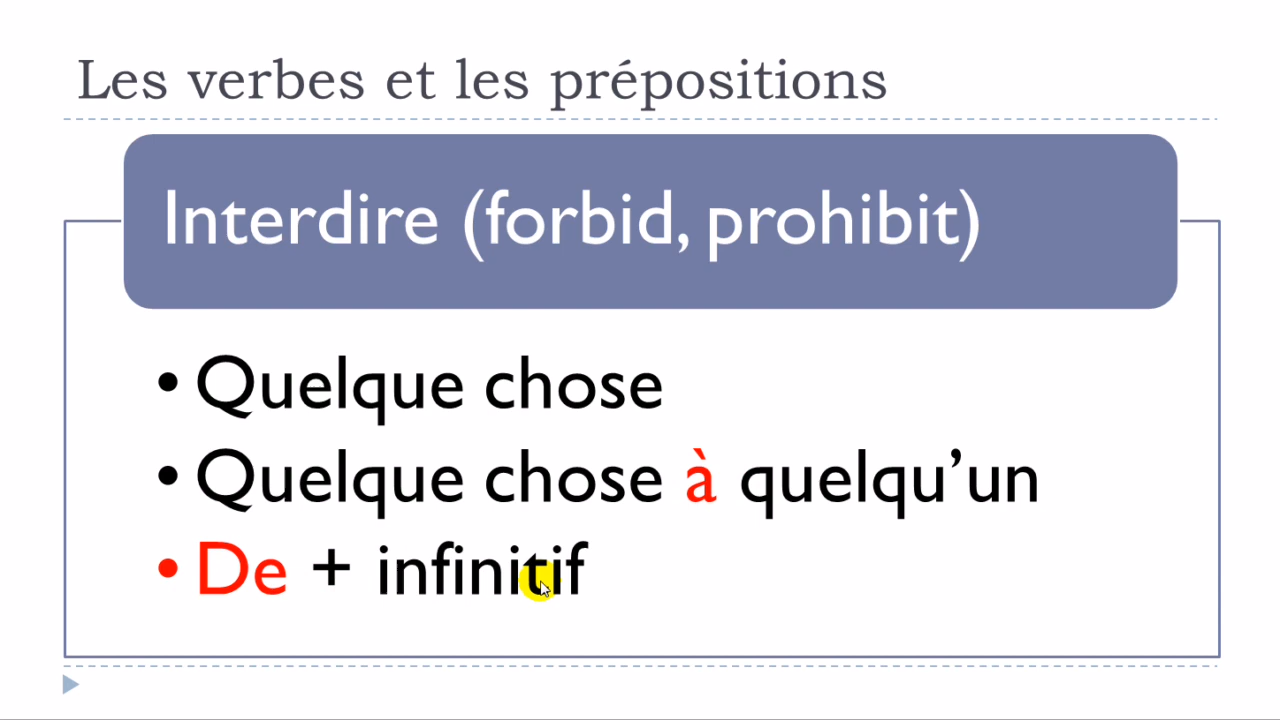 Les verbes et les prépositions
Interdire (forbid, prohibit)
• Quelque chose
• Quelque chose à quelqu’un
• De + infinitif